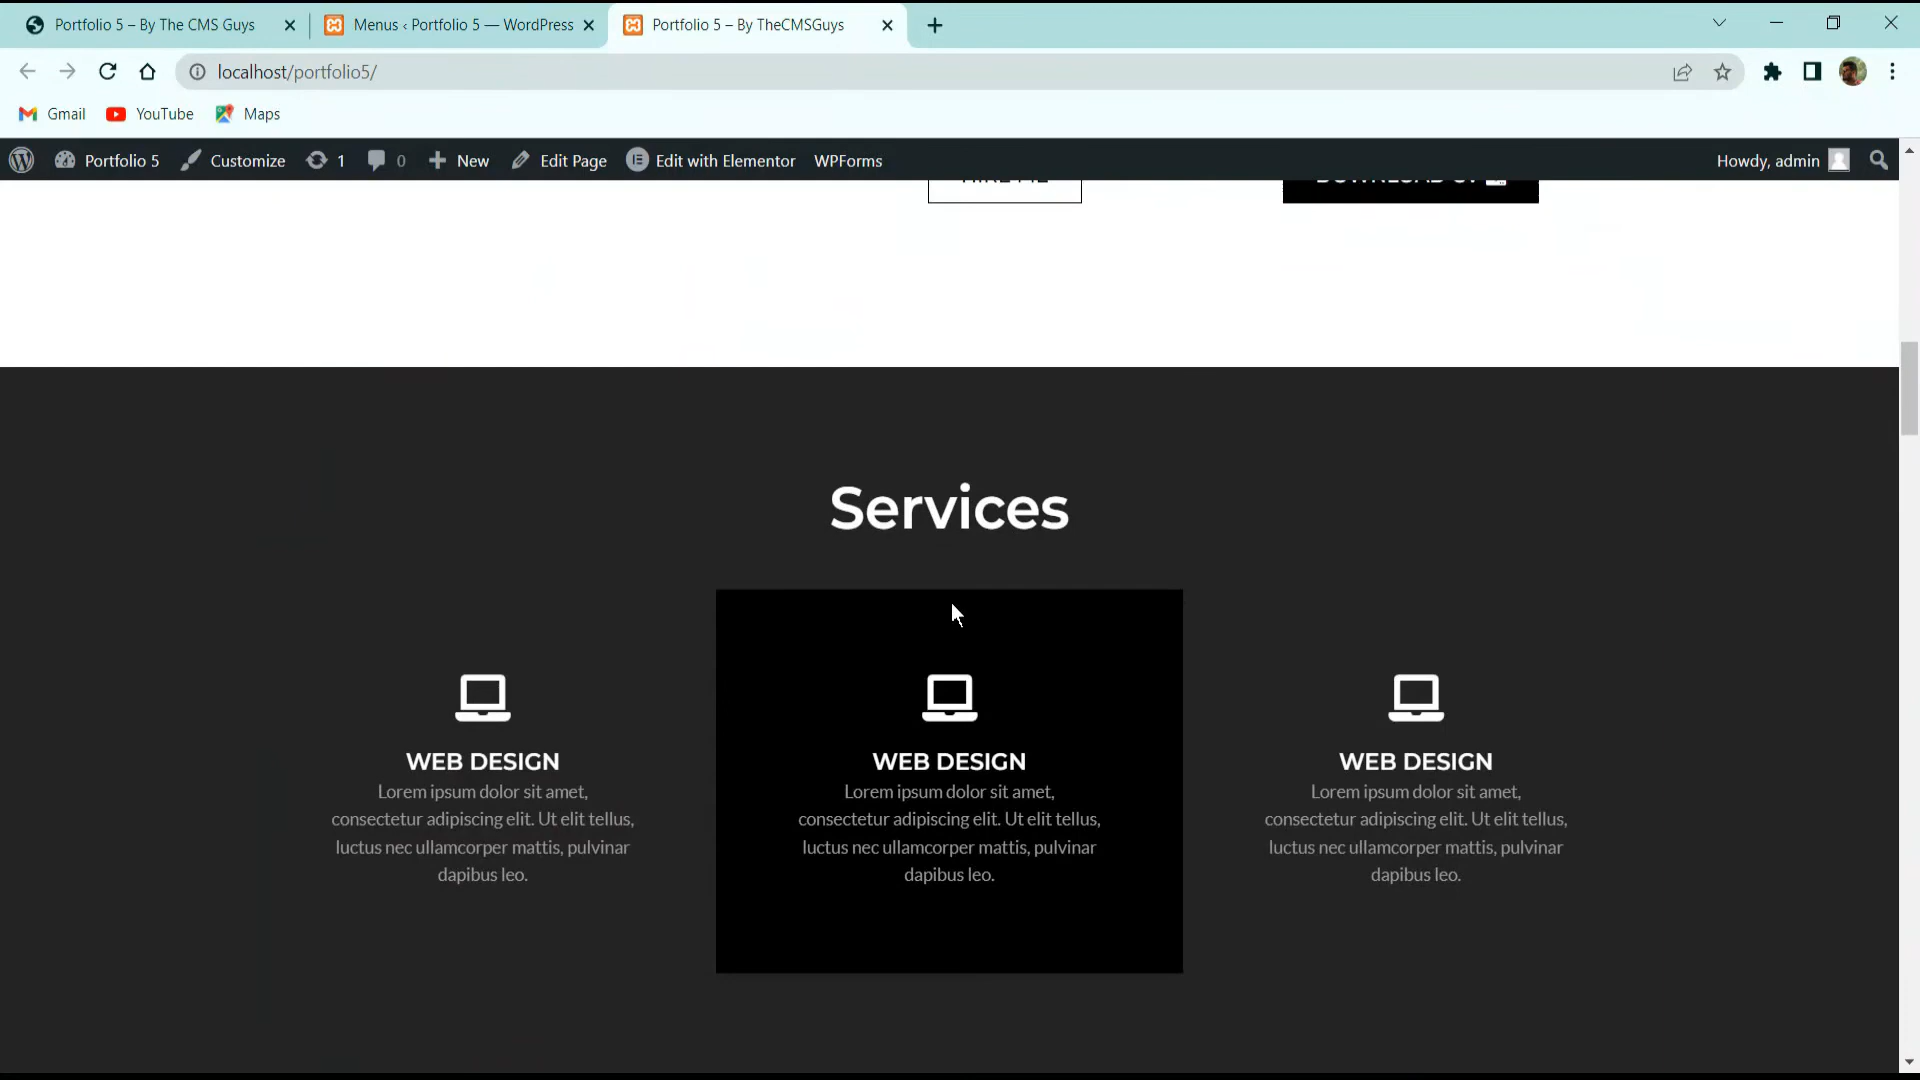 Portfolio 5 – By The CMS Guys
Menus ‹ Portfolio 5 — WordPress
Portfolio 5 – By TheCMSGuys
localhost/portfolio5/
Gmail
YouTube
Maps
Portfolio 5
Customize
1
0
New
Edit Page
Edit with Elementor
WPForms
Howdy, admin
HIRE ME
DOWNLOAD CV
Services
WEB DESIGN
Lorem ipsum dolor sit amet,
consectetur adipiscing elit. Ut elit tellus,
luctus nec ullamcorper mattis, pulvinar
dapibus leo.
WEB DESIGN
Lorem ipsum dolor sit amet,
consectetur adipiscing elit. Ut elit tellus,
luctus nec ullamcorper mattis, pulvinar
dapibus leo.
WEB DESIGN
Lorem ipsum dolor sit amet,
consectetur adipiscing elit. Ut elit tellus,
luctus nec ullamcorper mattis, pulvinar
dapibus leo.